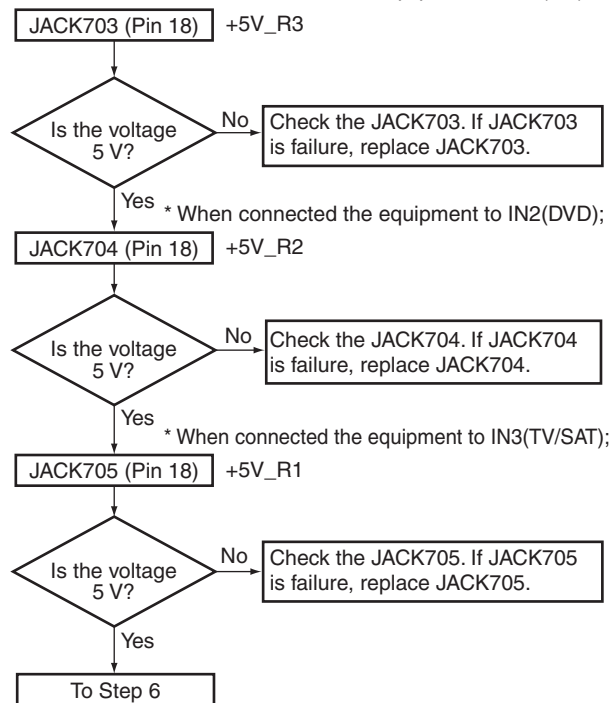 JACK703 (Pin 18) +5V_R3
Is the voltage
5 V?
No
Check the JACK703. If JACK703
is failure, replace JACK703.
Yes
* When connected the equipment to IN2(DVD);
JACK704 (Pin 18) +5V_R2
Is the voltage
5 V?
No
Check the JACK704. If JACK704
is failure, replace JACK704.
Yes
* When connected the equipment to IN3(TV/SAT);
JACK705 (Pin 18) +5V_R1
Is the voltage
5 V?
No
Check the JACK705. If JACK705
is failure, replace JACK705.
Yes
To Step 6